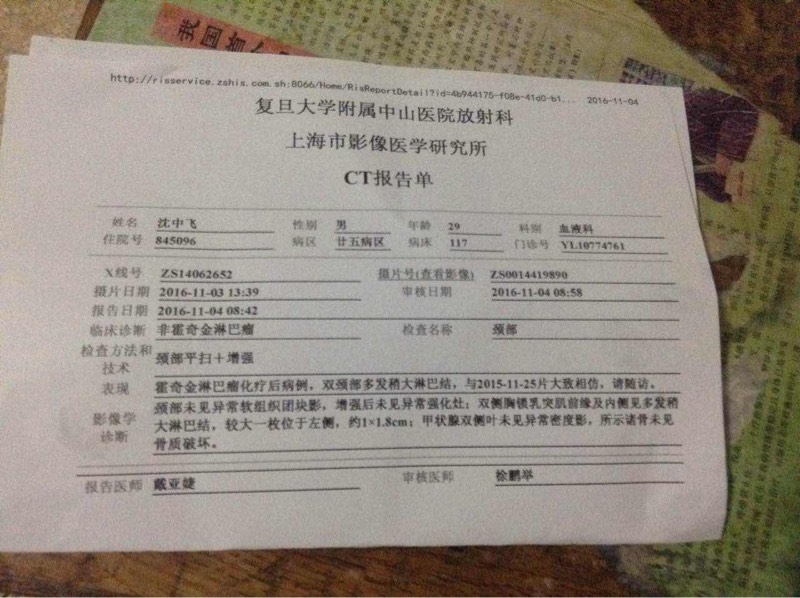 我国首
http://risservice.zshis.com.sh:8066/Home/RisReportDetail?id=4b944175-f08e-41d0-b1... 2016-11-04
复旦大学附属中山医院放射科
上海市影像医学研究所
CT报告单
姓名 沈中飞 性别 男 年龄 29 科别 血液科
住院号 845096 病区 廿五病区 病床 117 门诊号 YL10774761
X线号 ZS14062652 摄片号(查看影像) ZS0014419890
摄片日期 2016-11-03 13:39 审核日期 2016-11-04 08:58
报告日期 2016-11-04 08:42
临床诊断 非霍奇金淋巴瘤 检查名称 颈部
检查方法和技术 颈部平扫+增强
表现 霍奇金淋巴瘤化疗后病例，双颈部多发稍大淋巴结，与2015-11-25片大致相仿，请随访。
影像学诊断 颈部未见异常软组织团块影，增强后未见异常强化灶；双侧胸锁乳突肌前缘及内侧见多发稍
大淋巴结，较大一枚位于左侧，约1×1.8cm；甲状腺双侧叶未见异常密度影，所示诸骨未见
骨质破坏。
报告医师 戴亚婕 审核医师 徐鹏举